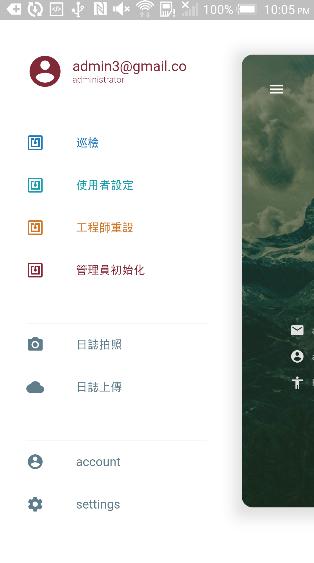 100% 10:05 PM
admin3@gmail.co
administrator
巡檢
使用者設定
工程師重設
管理員初始化
日誌拍照
日誌上傳
account
settings